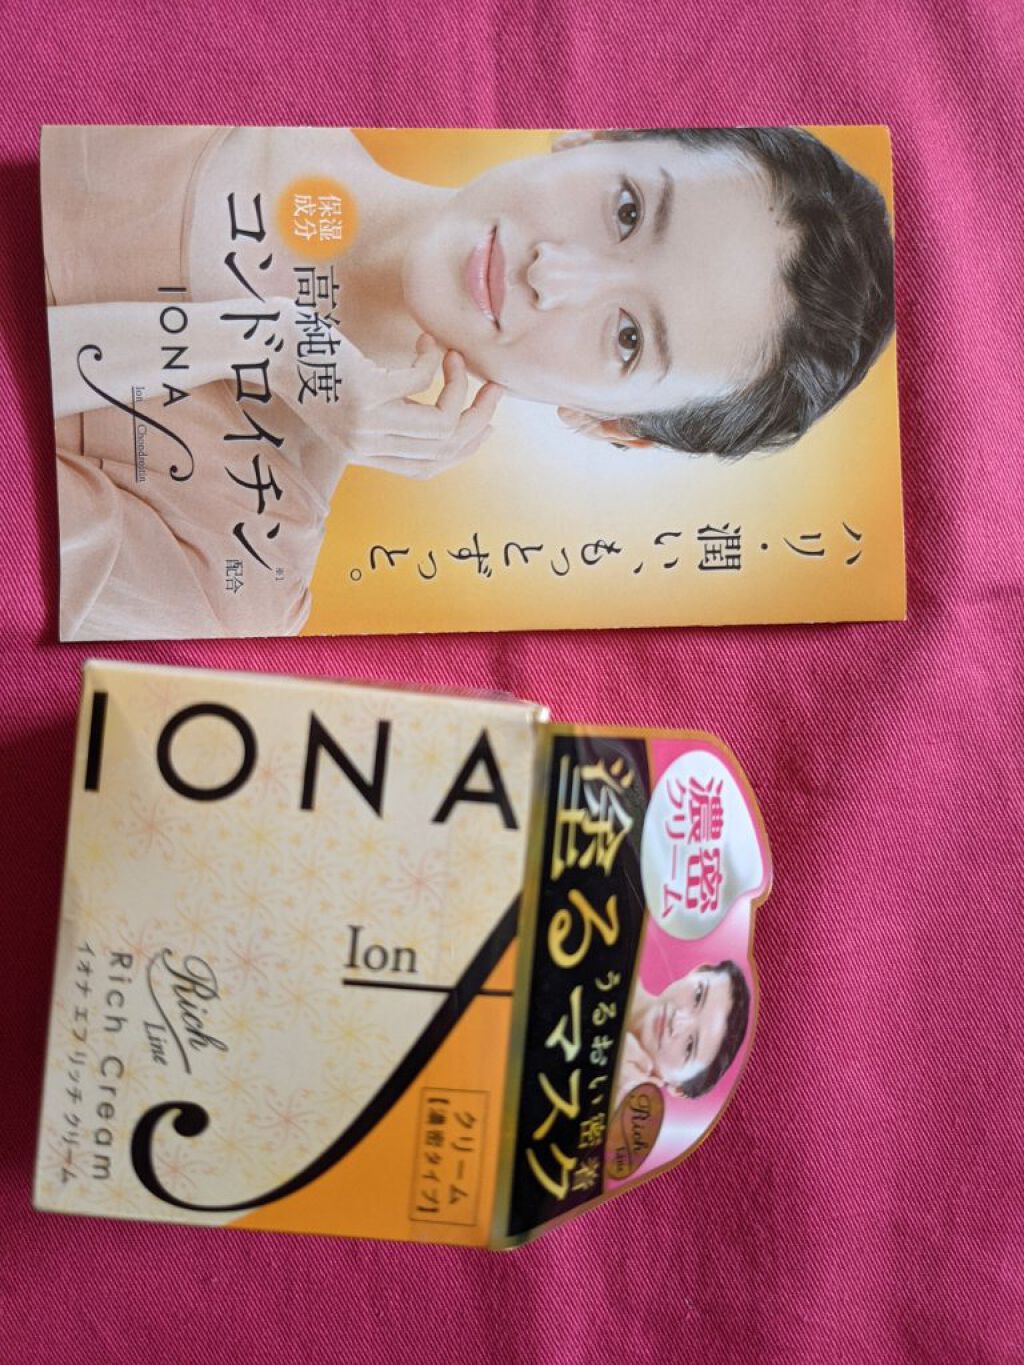 ハリ・潤い、もっとずっと。
保湿
成分
高純度
コンドロイチン
※1
配合
IONA
Ion Chondroitin
濃密
クリーム
Rich
Line
うるおい密着
塗るマスク
IONA
Ion
クリーム
【濃密タイプ】
Rich
Line
Rich Cream
イオナ エフ リッチ クリーム